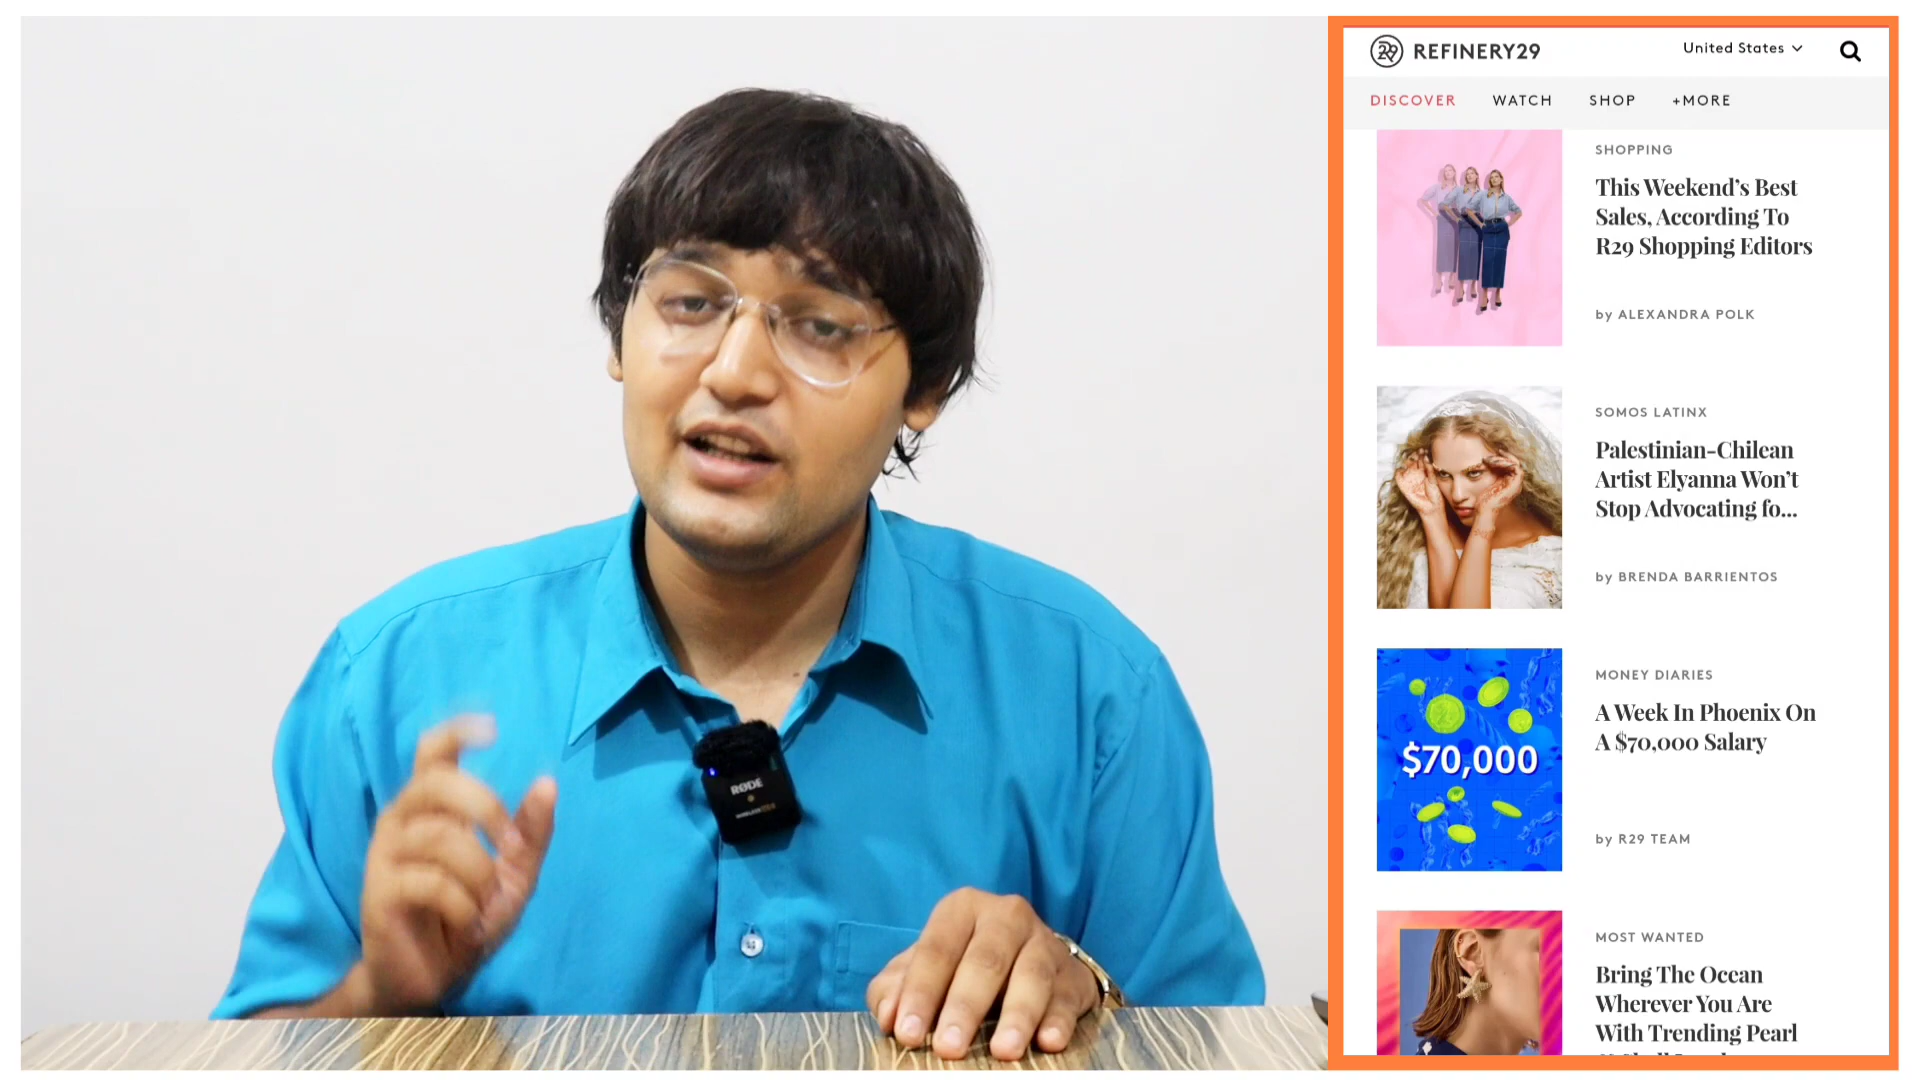 REFINERY29
United States
DISCOVER WATCH SHOP +MORE
SHOPPING
This Weekend's Best
Sales, According To
R29 Shopping Editors
by ALEXANDRA POLK
SOMOS LATINX
Palestinian-Chilean
Artist Elyanna Won't
Stop Advocating fo...
by BRENDA BARRIENTOS
$70,000
MONEY DIARIES
A Week In Phoenix On
A $70,000 Salary
by R29 TEAM
MOST WANTED
Bring The Ocean
Wherever You Are
With Trending Pearl
RØDE